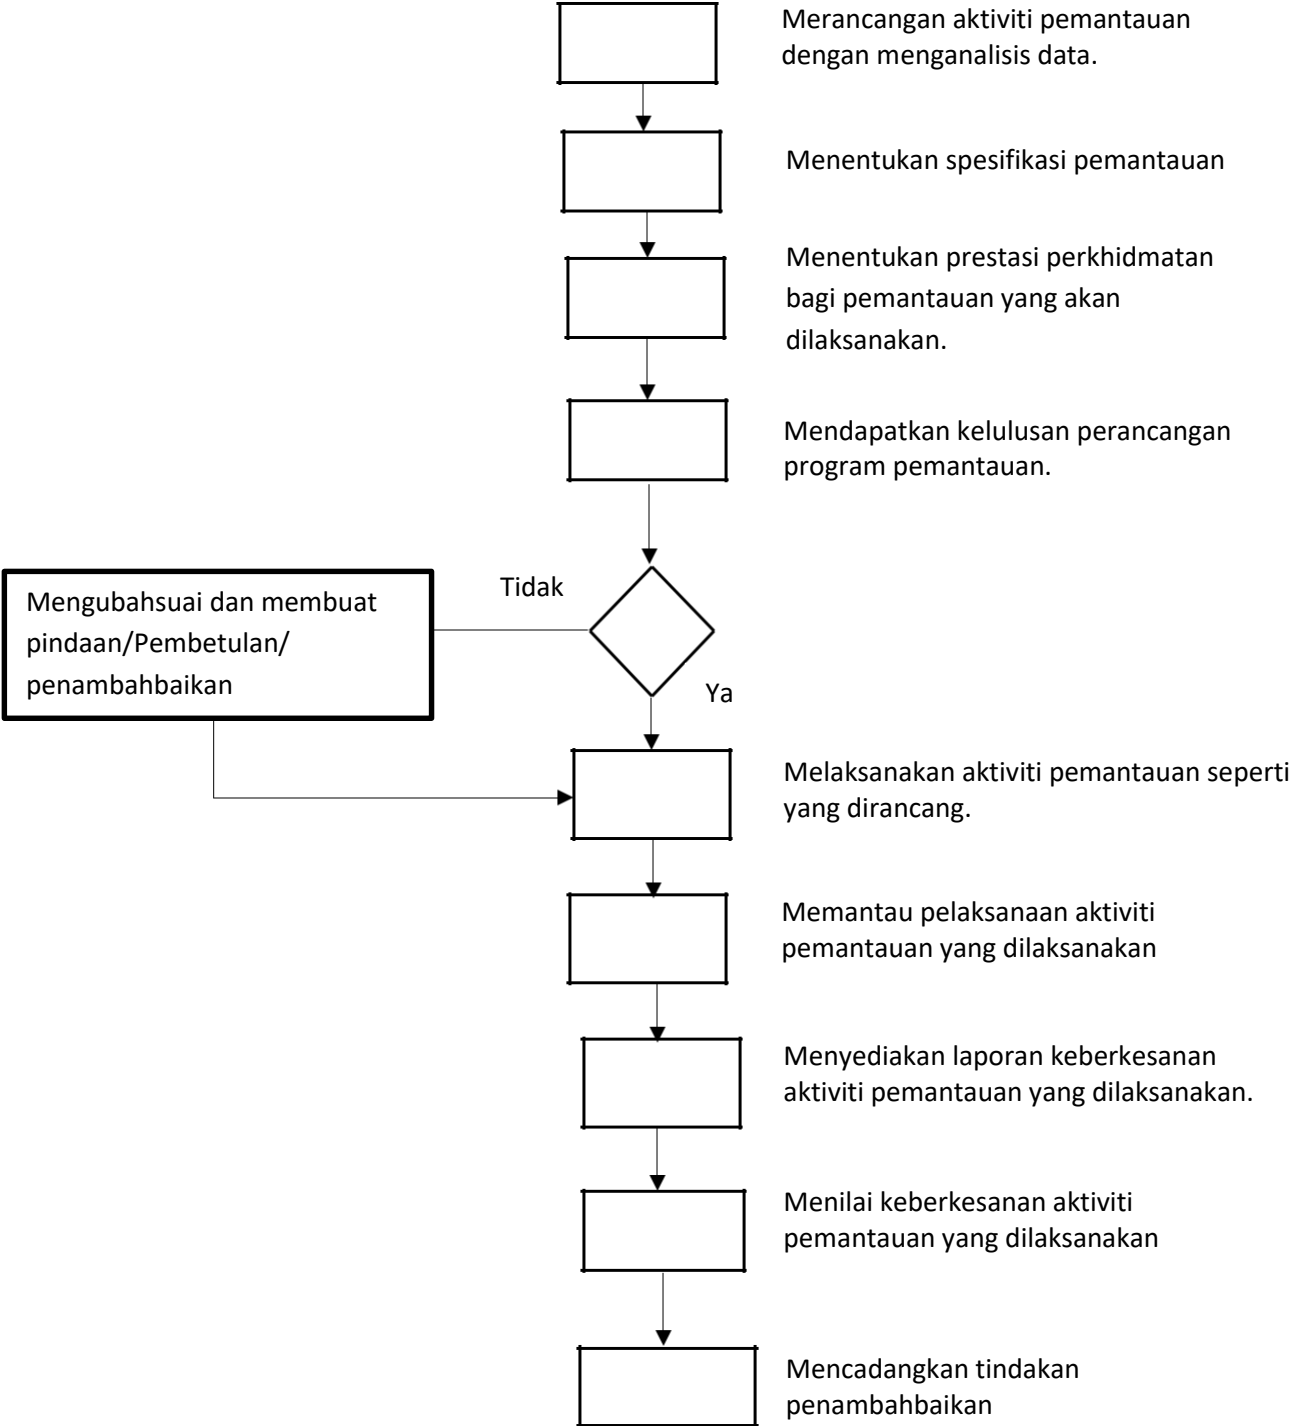 Merancangan aktiviti pemantauan
dengan menganalisis data.
Menentukan spesifikasi pemantauan
Menentukan prestasi perkhidmatan
bagi pemantauan yang akan
dilaksanakan.
Mendapatkan kelulusan perancangan
program pemantauan.
Tidak
Mengubahsuai dan membuat
pindaan/Pembetulan/
penambahbaikan
Ya
Melaksanakan aktiviti pemantauan seperti
yang dirancang.
Memantau pelaksanaan aktiviti
pemantauan yang dilaksanakan
Menyediakan laporan keberkesanan
aktiviti pemantauan yang dilaksanakan.
Menilai keberkesanan aktiviti
pemantauan yang dilaksanakan
Mencadangkan tindakan
penambahbaikan